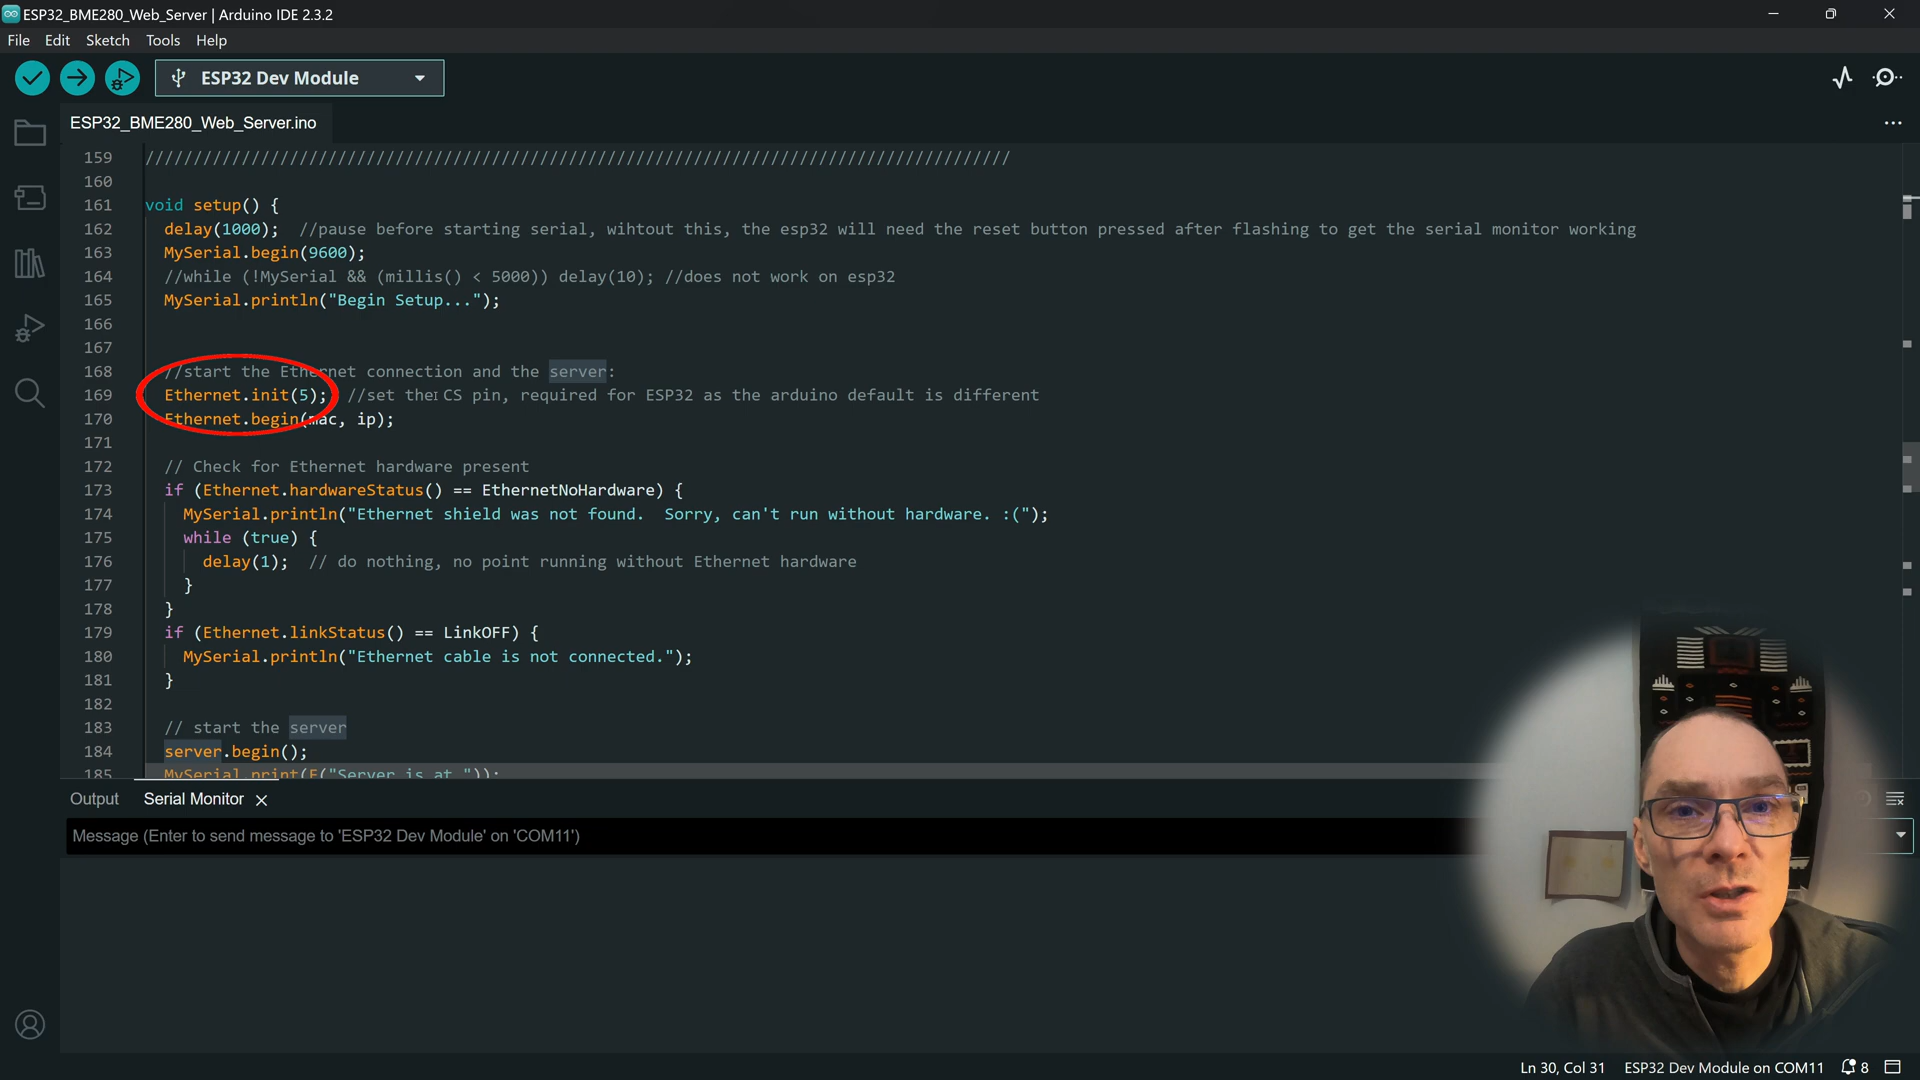 ESP32_BME280_Web_Server | Arduino IDE 2.3.2
File Edit Sketch Tools Help
ESP32 Dev Module
ESP32_BME280_Web_Server.ino
159 //////////////////////////////////////////////////////////////////////////////////////////
160
161 void setup() {
162 delay(1000); //pause before starting serial, wihtout this, the esp32 will need the reset button pressed after flashing to get the serial monitor working
163 MySerial.begin(9600);
164 //while (!MySerial && (millis() < 5000)) delay(10); //does not work on esp32
165 MySerial.println("Begin Setup...");
166
167
168 //start the Ethernet connection and the server:
169 Ethernet.init(5); //set the CS pin, required for ESP32 as the arduino default is different
170 Ethernet.begin(mac, ip);
171
172 // Check for Ethernet hardware present
173 if (Ethernet.hardwareStatus() == EthernetNoHardware) {
174 MySerial.println("Ethernet shield was not found.  Sorry, can't run without hardware. :(");
175 while (true) {
176 delay(1); // do nothing, no point running without Ethernet hardware
177 }
178 }
179 if (Ethernet.linkStatus() == LinkOFF) {
180 MySerial.println("Ethernet cable is not connected.");
181 }
182
183 // start the server
184 server.begin();
185 MySerial.print(F("Server is at "));
Output Serial Monitor
Message (Enter to send message to 'ESP32 Dev Module' on 'COM11')
Ln 30, Col 31 ESP32 Dev Module on COM11 8